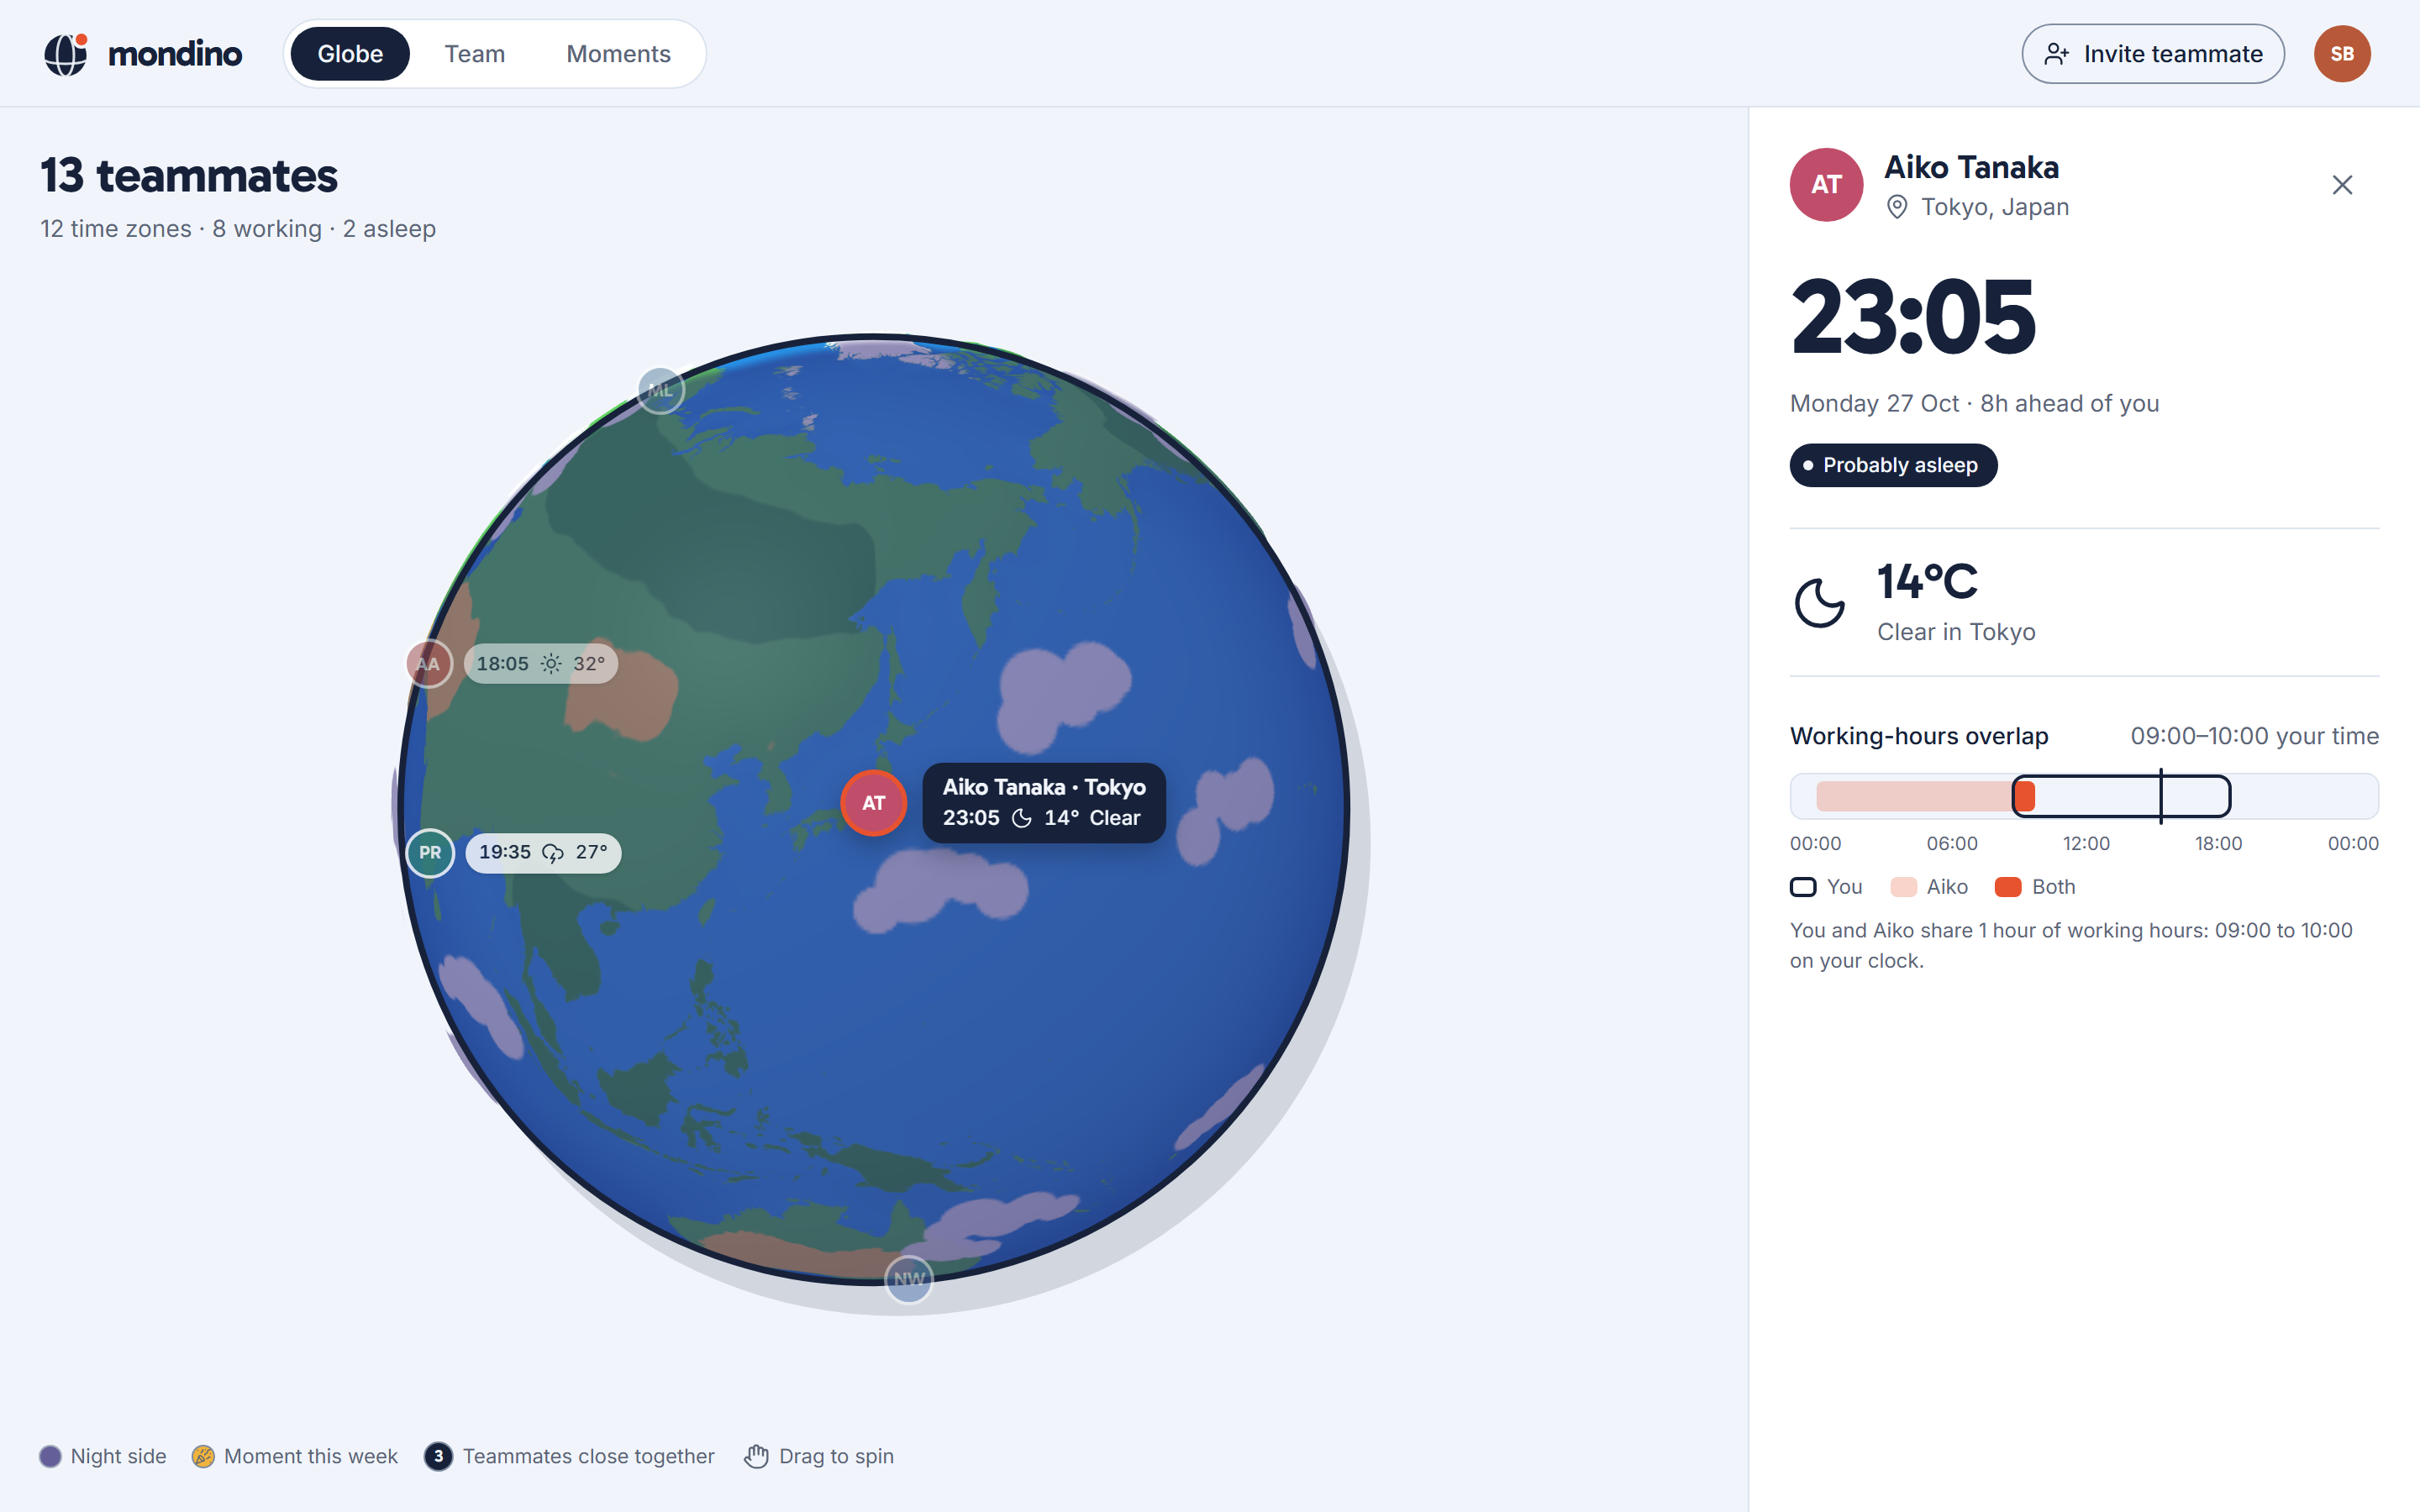 mondino
Globe
Team
Moments
Invite teammate
SB
13 teammates
12 time zones · 8 working · 2 asleep
ML
AA
18:05 32°
AT
Aiko Tanaka · Tokyo
23:05 14° Clear
PR
19:35 27°
NW
Night side
Moment this week
3
Teammates close together
Drag to spin
AT
Aiko Tanaka
Tokyo, Japan
23:05
Monday 27 Oct · 8h ahead of you
Probably asleep
14°C
Clear in Tokyo
Working-hours overlap
09:00–10:00 your time
00:00 06:00 12:00 18:00 00:00
You
Aiko
Both
You and Aiko share 1 hour of working hours: 09:00 to 10:00
on your clock.